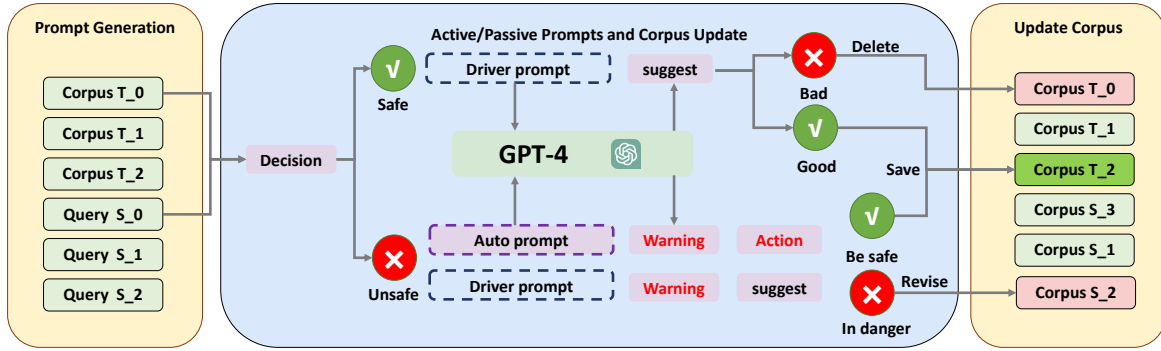 Prompt Generation
Corpus T_0
Corpus T_1
Corpus T_2
Query S_0
Query S_1
Query S_2
Decision
Active/Passive Prompts and Corpus Update
√
Safe
Driver prompt
suggest
Bad
Delete
GPT-4
√
Good
Save
√
Be safe
Auto prompt
Warning
Action
Unsafe
Driver prompt
Warning
suggest
In danger
Revise
Update Corpus
Corpus T_0
Corpus T_1
Corpus T_2
Corpus S_3
Corpus S_1
Corpus S_2